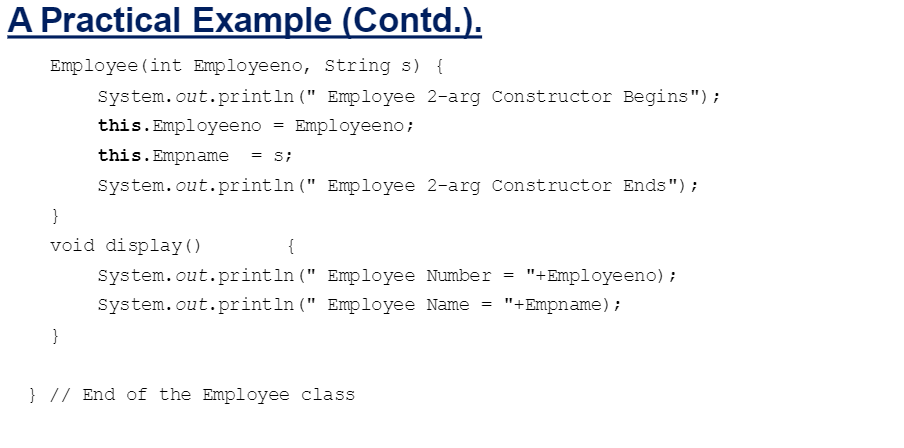 A Practical Example (Contd.).
Employee(int Employeeno, String s) {
System.out.println(" Employee 2-arg Constructor Begins");
this.Employeeno = Employeeno;
this.Empname  = s;
System.out.println(" Employee 2-arg Constructor Ends");
}
void display()        {
System.out.println(" Employee Number = "+Employeeno);
System.out.println(" Employee Name = "+Empname);
}
} // End of the Employee class